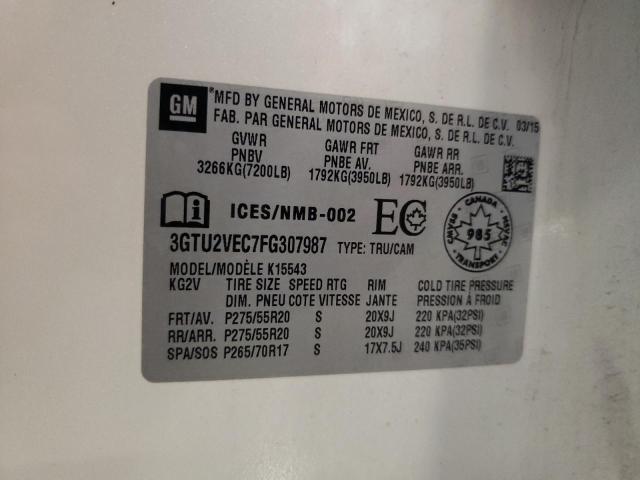 GM ®MFD BY GENERAL MOTORS DE MEXICO, S. DE R.L. DE C.V. 03/15
FAB. PAR GENERAL MOTORS DE MEXICO, S. DE R.L. DE C.V.
GVWR GAWR FRT GAWR RR
PNBV PNBE AV. PNBE ARR.
3266KG(7200LB) 1792KG(3950LB) 1792KG(3950LB)
i ICES/NMB-002 EC CANADA CMVSS NSVAC 985 TRANSPORT
3GTU2VEC7FG307987 TYPE: TRU/CAM
MODEL/MODÈLE K15543
KG2V TIRE SIZE SPEED RTG RIM COLD TIRE PRESSURE
DIM. PNEU COTE VITESSE JANTE PRESSION À FROID
FRT/AV. P275/55R20 S 20X9J 220 KPA(32PSI)
RR/ARR. P275/55R20 S 20X9J 220 KPA(32PSI)
SPA/SOS P265/70R17 S 17X7.5J 240 KPA(35PSI)